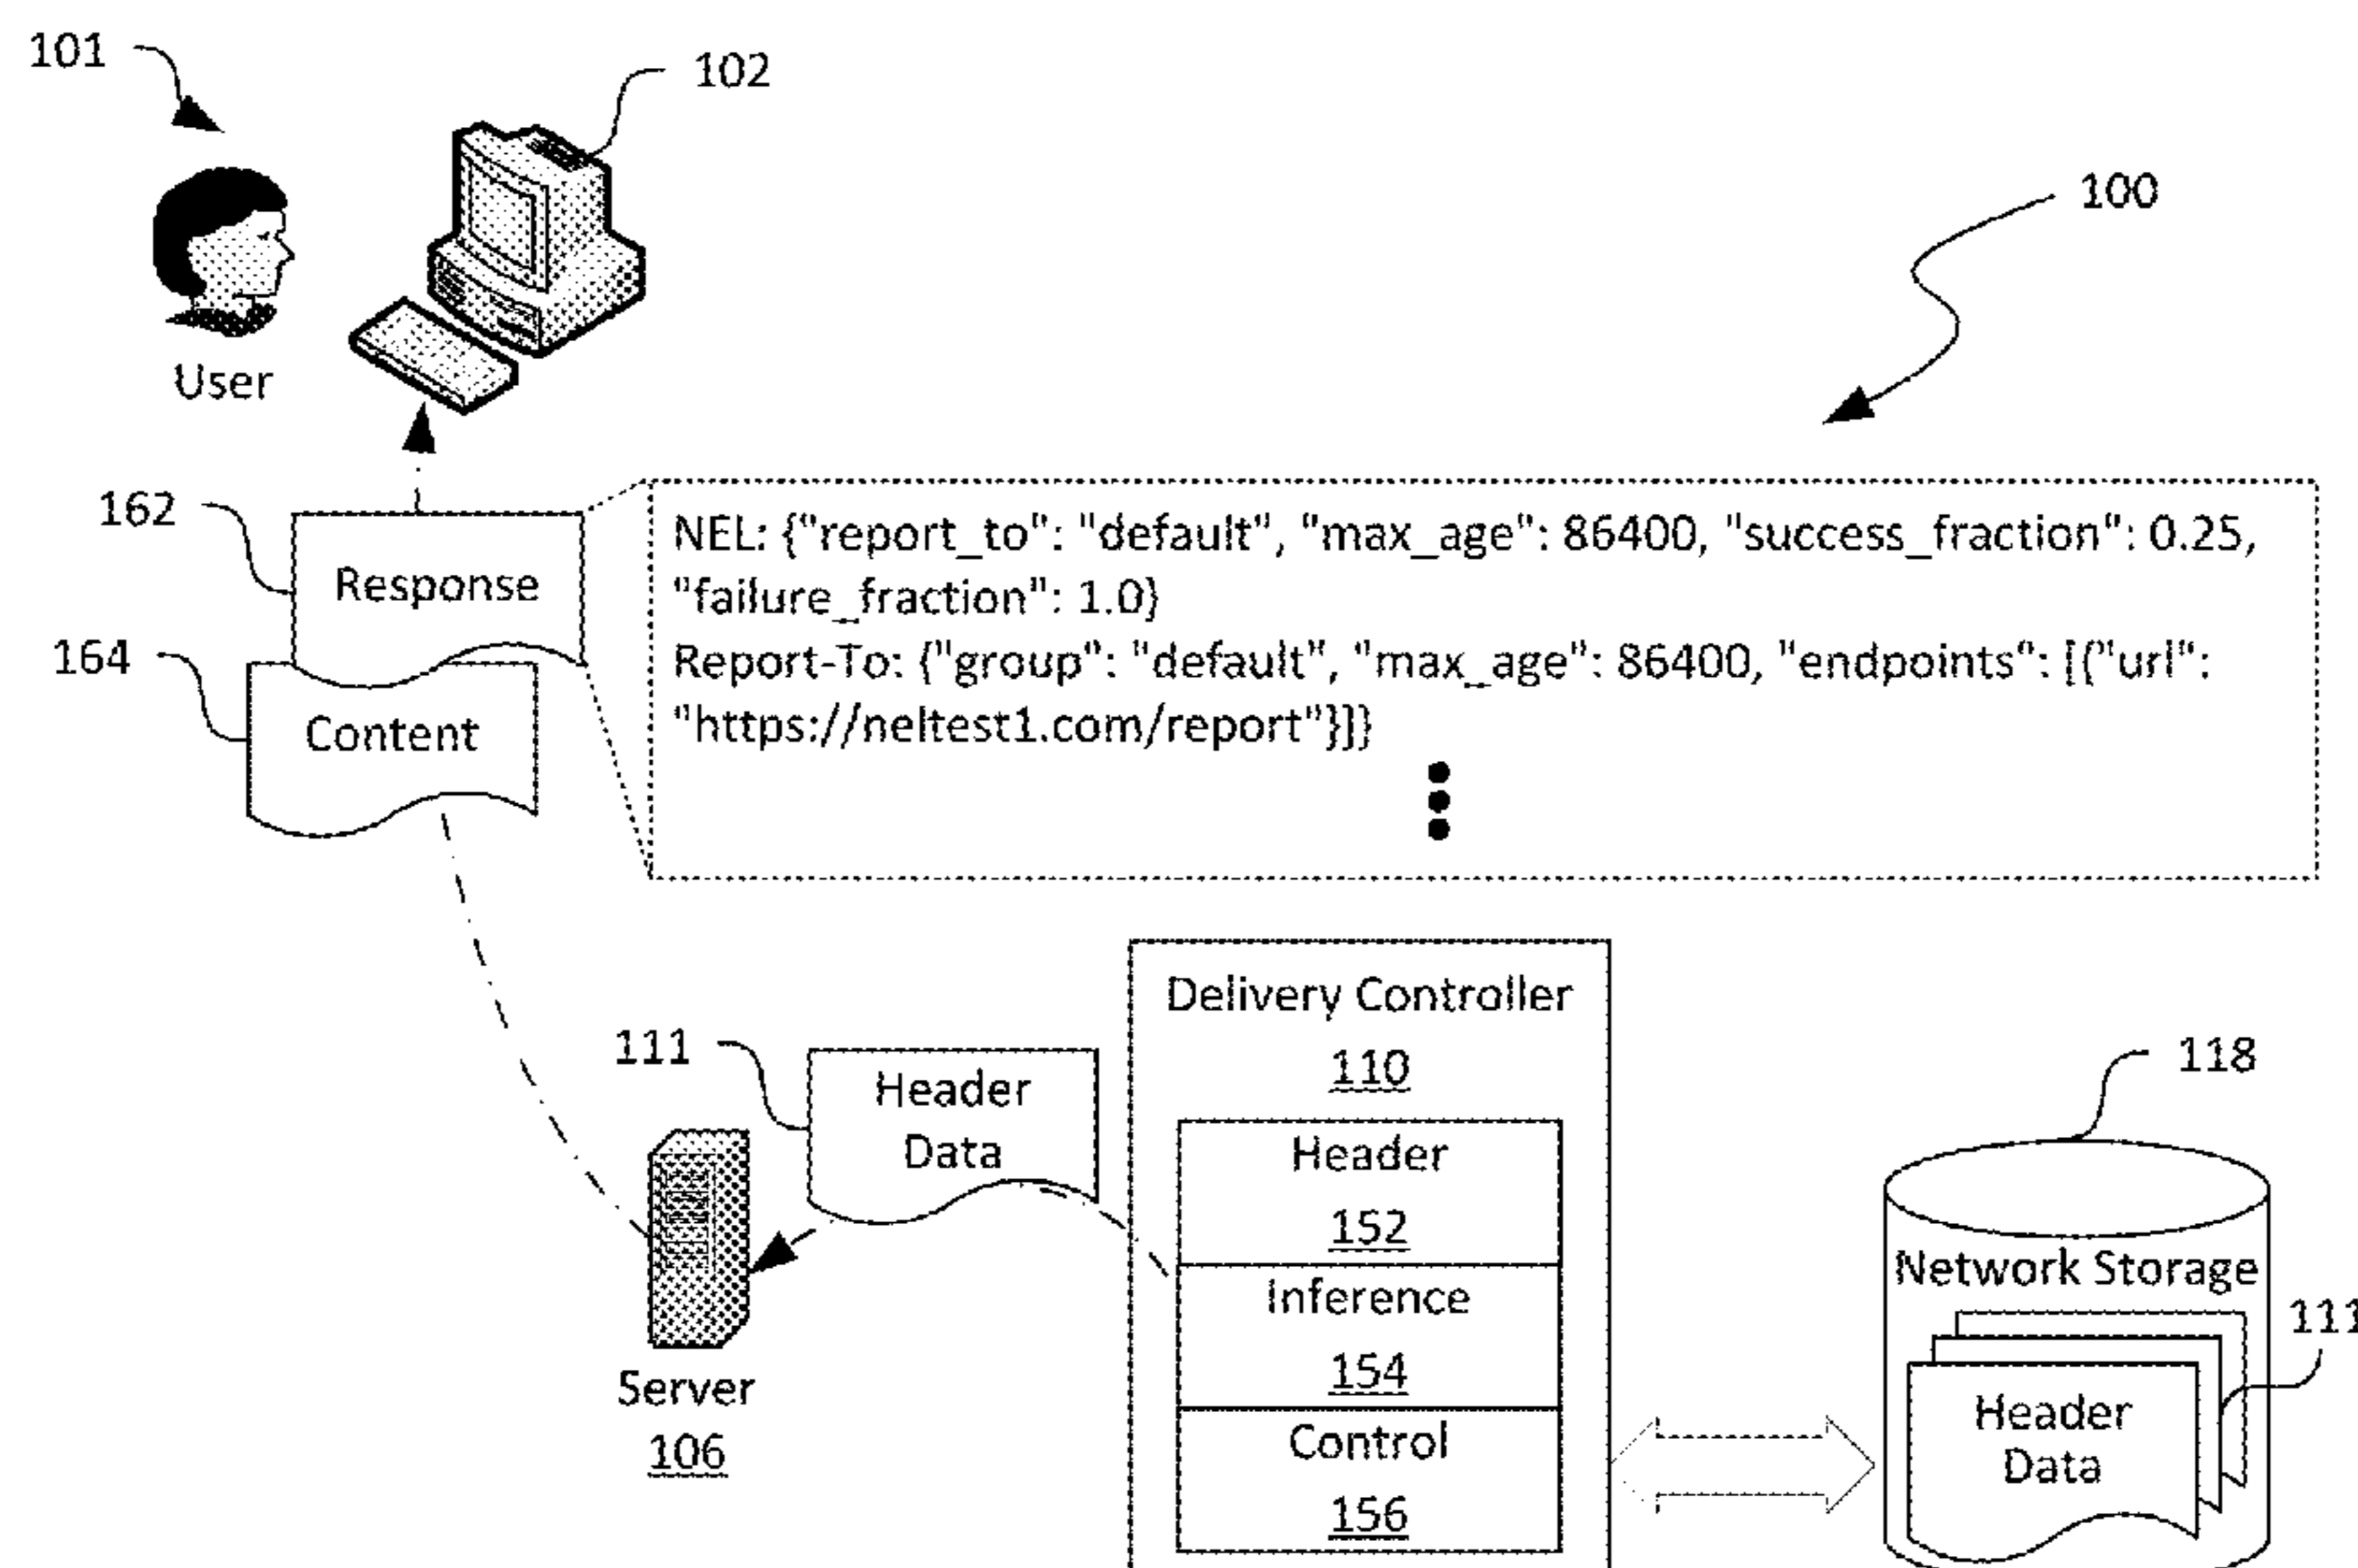 101
102
100
User
162
NEL: {"report_to": "default", "max_age": 86400, "success_fraction": 0.25,
"failure_fraction": 1.0}
Response
164
Report-To: {"group": "default", "max_age": 86400, "endpoints": [{"url":
"https://neltest1.com/report"}]}
Content
Delivery Controller
110
111
Header
Data
118
Header
152
Network Storage
Inference
154
111
Server
106
Control
156
Header
Data